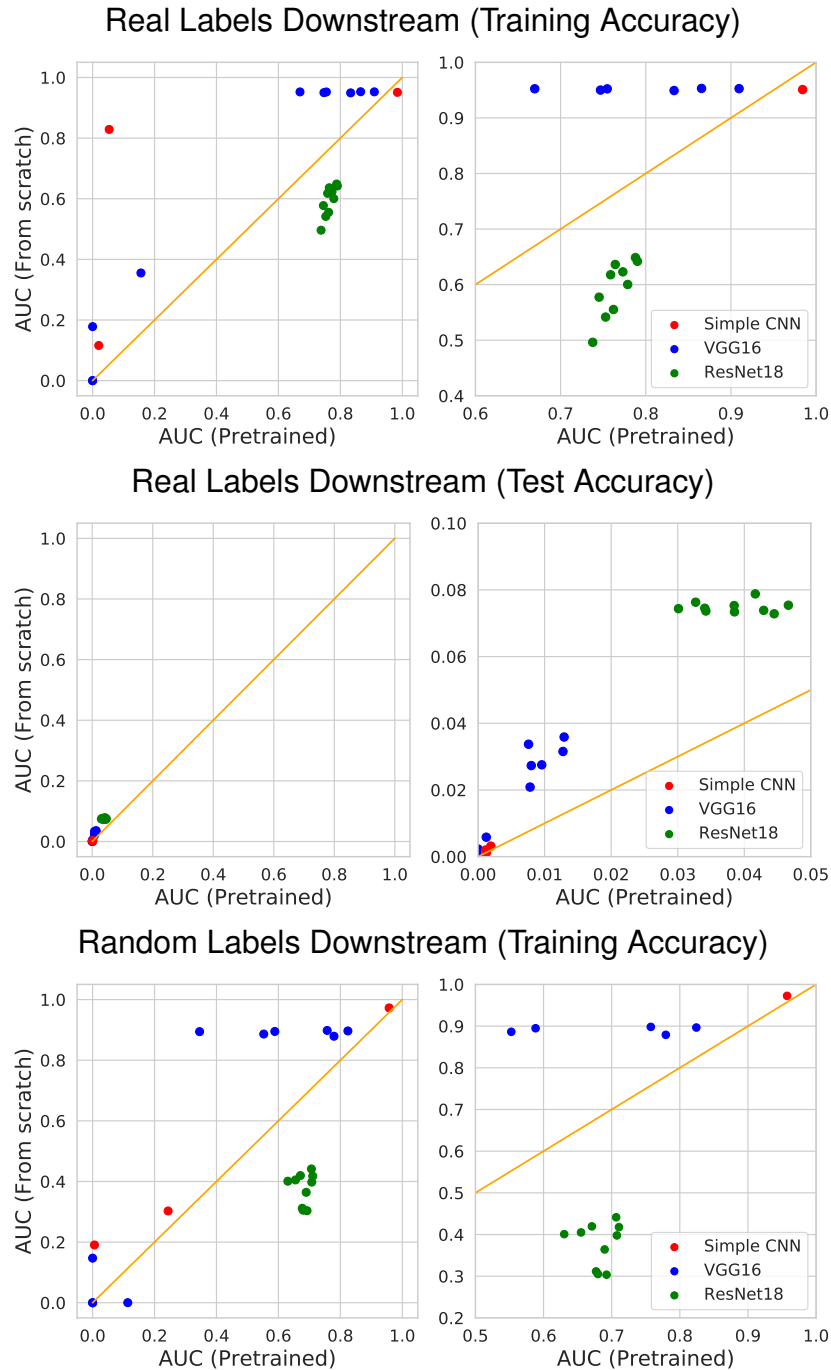 Real Labels Downstream (Training Accuracy)
AUC (From scratch)
1.0
0.8
0.6
0.4
0.2
0.0
0.0 0.2 0.4 0.6 0.8 1.0
AUC (Pretrained)
1.0
0.9
0.8
0.7
0.6
0.5
0.4
Simple CNN
VGG16
ResNet18
0.6 0.7 0.8 0.9 1.0
AUC (Pretrained)
Real Labels Downstream (Test Accuracy)
AUC (From scratch)
1.0
0.8
0.6
0.4
0.2
0.0
0.0 0.2 0.4 0.6 0.8 1.0
AUC (Pretrained)
0.10
0.08
0.06
0.04
0.02
0.00
Simple CNN
VGG16
ResNet18
0.00 0.01 0.02 0.03 0.04 0.05
AUC (Pretrained)
Random Labels Downstream (Training Accuracy)
AUC (From scratch)
1.0
0.8
0.6
0.4
0.2
0.0
0.0 0.2 0.4 0.6 0.8 1.0
AUC (Pretrained)
1.0
0.9
0.8
0.7
0.6
0.5
0.4
0.3
0.2
Simple CNN
VGG16
ResNet18
0.5 0.6 0.7 0.8 0.9 1.0
AUC (Pretrained)